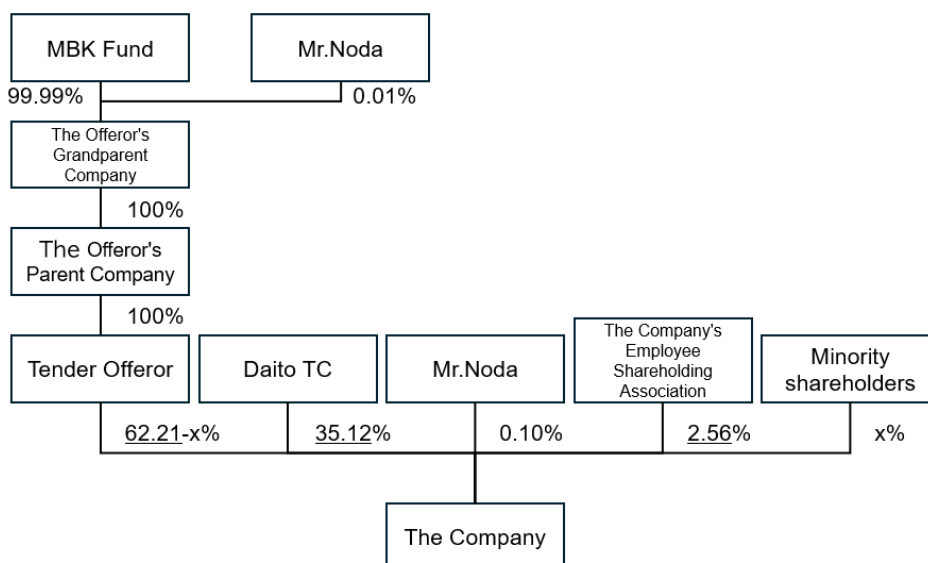 MBK Fund
Mr.Noda
99.99%
0.01%
The Offeror's
Grandparent
Company
100%
The Offeror's
Parent Company
100%
Tender Offeror
Daito TC
Mr.Noda
The Company's
Employee
Shareholding
Association
Minority
shareholders
62.21-x%
35.12%
0.10%
2.56%
x%
The Company